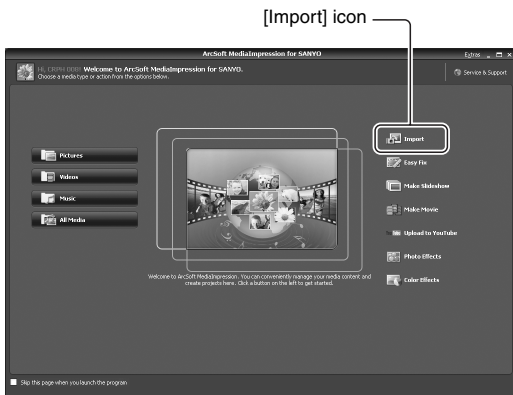 [Import] icon
ArcSoft MediaImpression for SANYO
Extras
Welcome to ArcSoft MediaImpression for SANYO.
Choose a media type or action from the options below.
Service & Support
Pictures
Videos
Music
All Media
Import
Easy Fix
Make Slideshow
Make Movie
Upload to YouTube
Photo Effects
Color Effects
Welcome to ArcSoft MediaImpression. You can conveniently manage your media content and
create projects here. Click a button on the left to get started.
Skip this page when you launch the program